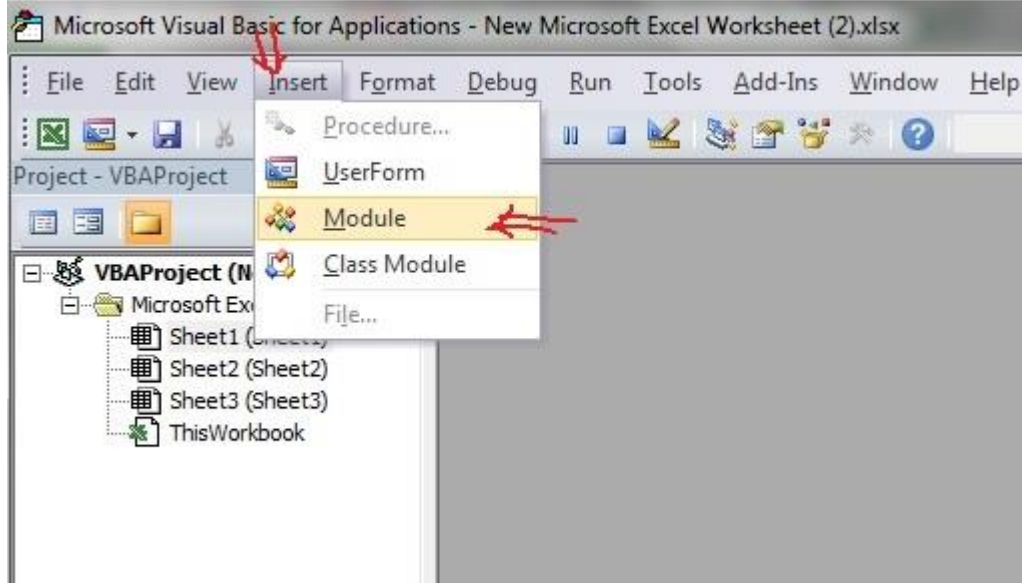 Microsoft Visual Basic for Applications - New Microsoft Excel Worksheet (2).xlsx
File Edit View Insert Format Debug Run Tools Add-Ins Window Help
Procedure...
Project - VBAProject
UserForm
Module
Class Module
VBAProject (N
Microsoft Ex
File...
Sheet1 (Sheet1)
Sheet2 (Sheet2)
Sheet3 (Sheet3)
ThisWorkbook